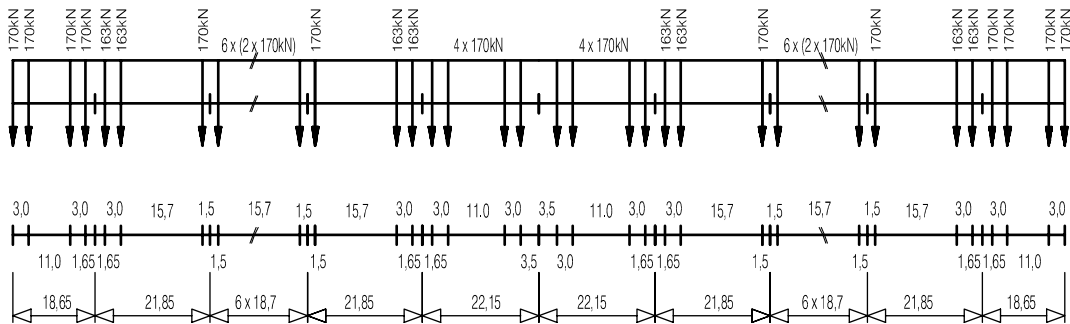 170kN 170kN 170kN 170kN 163kN 163kN 170kN 6 x (2 x 170kN) 170kN 163kN 163kN 4 x 170kN 4 x 170kN 163kN 163kN 170kN 6 x (2 x 170kN) 170kN 163kN 163kN 170kN 170kN 170kN 170kN
3,0 3,0 3,0 15,7 1,5 15,7 15,7 3,0 3,0 11.0 3,0 3,5 11.0 3,0 3,0 15,7 1,5 15,7 1,5 15,7 3,0 3,0 3,0
11,0 1,65 1,65 1,5 1,5 1,65 1,65 3,5 3,0 1,65 1,65 1,5 1,5 1,65 1,65 11,0
18,65 21,85 6 x 18,7 21,85 22,15 22,15 21,85 6 x 18,7 21,85 18,65